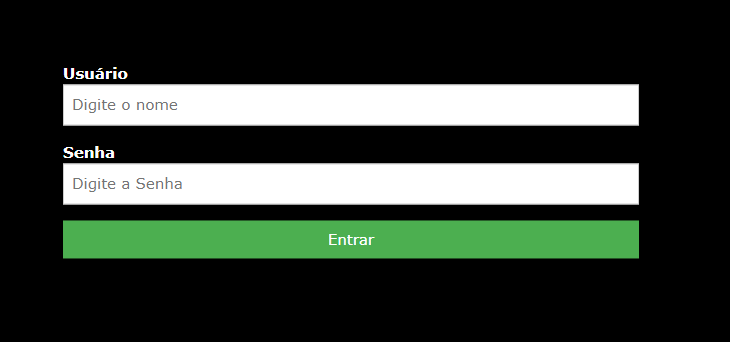 Usuário
Digite o nome
Senha
Digite a Senha
Entrar